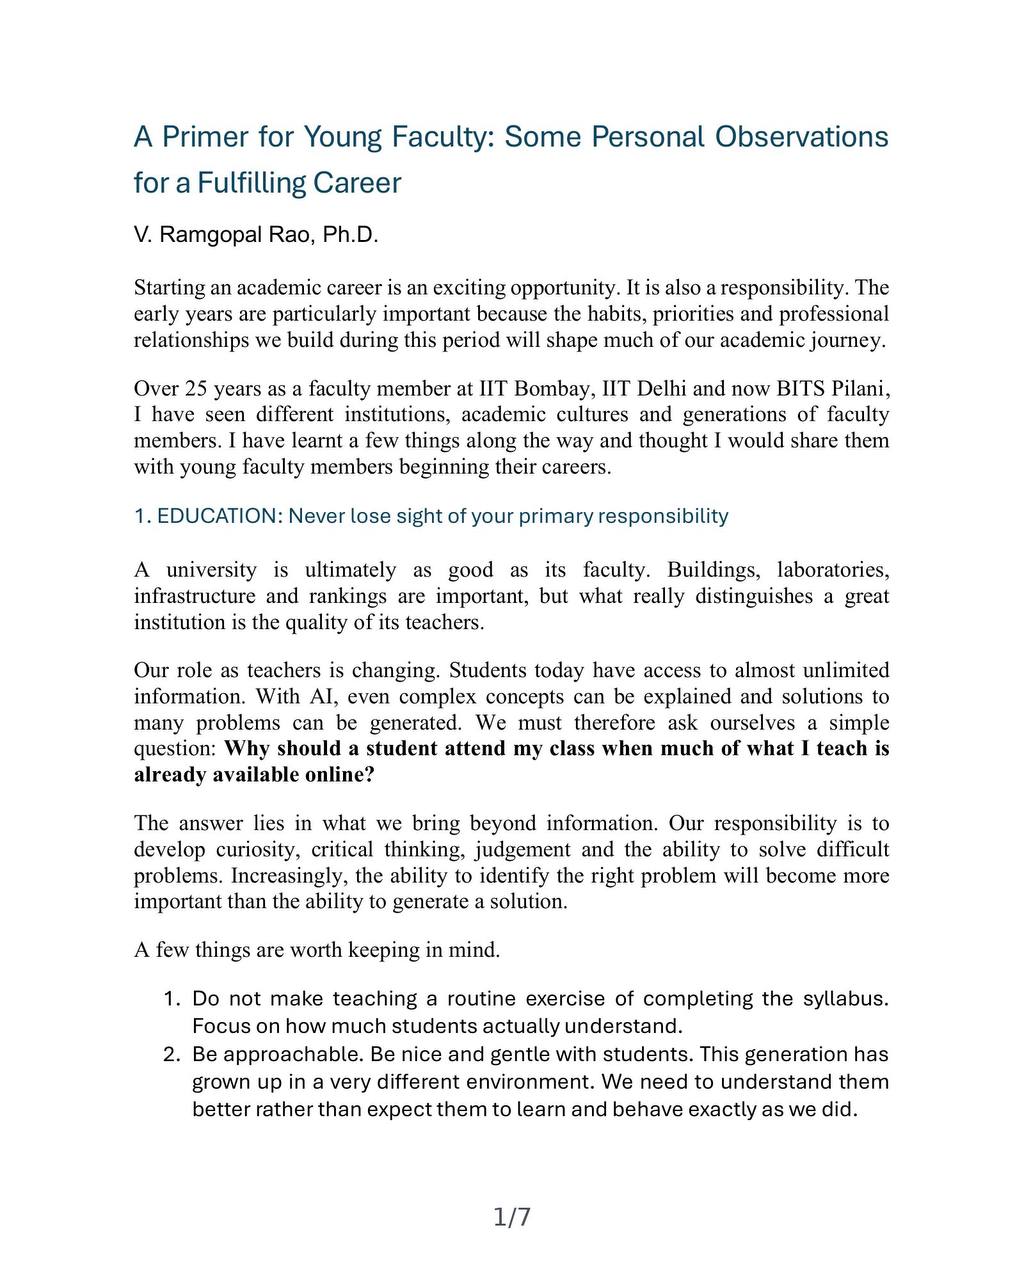 A Primer for Young Faculty: Some Personal Observations
for a Fulfilling Career
V. Ramgopal Rao, Ph.D.
Starting an academic career is an exciting opportunity. It is also a responsibility. The
early years are particularly important because the habits, priorities and professional
relationships we build during this period will shape much of our academic journey.
Over 25 years as a faculty member at IIT Bombay, IIT Delhi and now BITS Pilani,
I have seen different institutions, academic cultures and generations of faculty
members. I have learnt a few things along the way and thought I would share them
with young faculty members beginning their careers.
1. EDUCATION: Never lose sight of your primary responsibility
A university is ultimately as good as its faculty. Buildings, laboratories,
infrastructure and rankings are important, but what really distinguishes a great
institution is the quality of its teachers.
Our role as teachers is changing. Students today have access to almost unlimited
information. With AI, even complex concepts can be explained and solutions to
many problems can be generated. We must therefore ask ourselves a simple
question: Why should a student attend my class when much of what I teach is
already available online?
The answer lies in what we bring beyond information. Our responsibility is to
develop curiosity, critical thinking, judgement and the ability to solve difficult
problems. Increasingly, the ability to identify the right problem will become more
important than the ability to generate a solution.
A few things are worth keeping in mind.
1. Do not make teaching a routine exercise of completing the syllabus.
Focus on how much students actually understand.
2. Be approachable. Be nice and gentle with students. This generation has
grown up in a very different environment. We need to understand them
better rather than expect them to learn and behave exactly as we did.
1/7